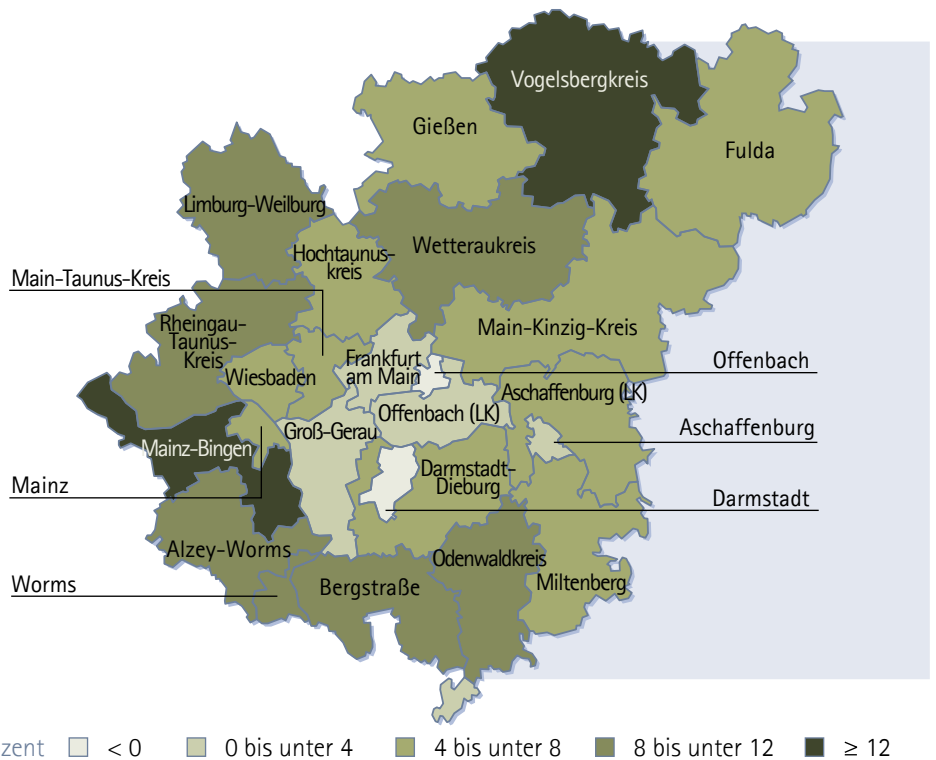 Vogelsbergkreis
Gießen
Fulda
Limburg-Weilburg
Wetteraukreis
Hochtaunus-
kreis
Main-Taunus-Kreis
Rheingau-
Taunus-
Kreis
Main-Kinzig-Kreis
Frankfurt
am Main
Offenbach
Wiesbaden
Aschaffenburg (LK)
Offenbach (LK)
Aschaffenburg
Groß-Gerau
Mainz-Bingen
Darmstadt-
Dieburg
Mainz
Darmstadt
Alzey-Worms
Odenwaldkreis
Miltenberg
Worms
Bergstraße
zent < 0 0 bis unter 4 4 bis unter 8 8 bis unter 12 ≥ 12